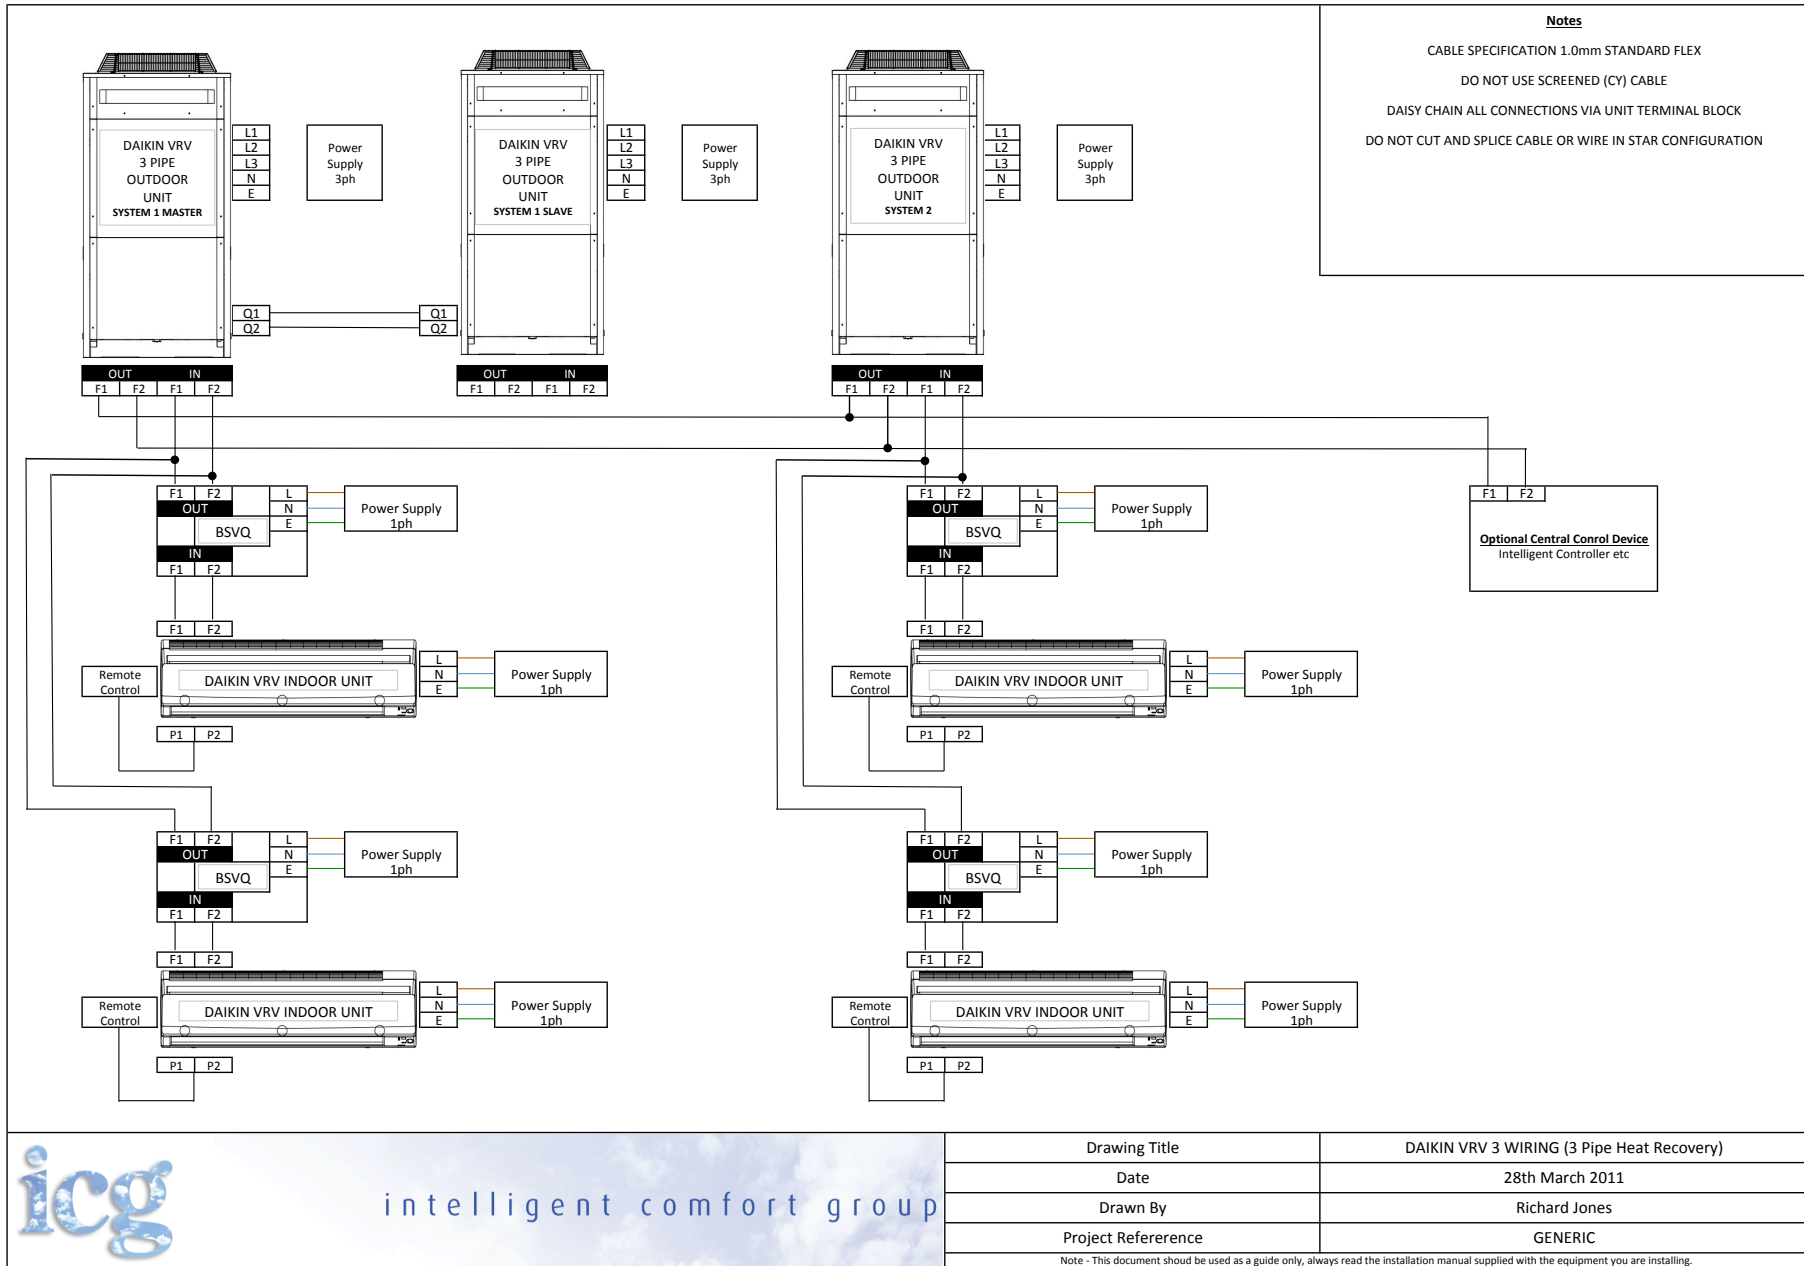 Notes
CABLE SPECIFICATION 1.0mm STANDARD FLEX
DO NOT USE SCREENED (CY) CABLE
DAISY CHAIN ALL CONNECTIONS VIA UNIT TERMINAL BLOCK
DO NOT CUT AND SPLICE CABLE OR WIRE IN STAR CONFIGURATION
DAIKIN VRV
3 PIPE
OUTDOOR
UNIT
SYSTEM 1 MASTER
L1
L2
L3
N
E
Power
Supply
3ph
Q1
Q2
OUT IN
F1 F2 F1 F2
DAIKIN VRV
3 PIPE
OUTDOOR
UNIT
SYSTEM 1 SLAVE
L1
L2
L3
N
E
Power
Supply
3ph
Q1
Q2
OUT IN
F1 F2 F1 F2
DAIKIN VRV
3 PIPE
OUTDOOR
UNIT
SYSTEM 2
L1
L2
L3
N
E
Power
Supply
3ph
OUT IN
F1 F2 F1 F2
F1 F2
OUT
BSVQ
IN
F1 F2
L
N
E
Power Supply
1ph
F1 F2
DAIKIN VRV INDOOR UNIT
Remote
Control
L
N
E
Power Supply
1ph
P1 P2
F1 F2
OUT
BSVQ
IN
F1 F2
L
N
E
Power Supply
1ph
F1 F2
DAIKIN VRV INDOOR UNIT
Remote
Control
L
N
E
Power Supply
1ph
P1 P2
F1 F2
OUT
BSVQ
IN
F1 F2
L
N
E
Power Supply
1ph
F1 F2
DAIKIN VRV INDOOR UNIT
Remote
Control
L
N
E
Power Supply
1ph
P1 P2
F1 F2
OUT
BSVQ
IN
F1 F2
L
N
E
Power Supply
1ph
F1 F2
DAIKIN VRV INDOOR UNIT
Remote
Control
L
N
E
Power Supply
1ph
P1 P2
F1 F2
Optional Central Conrol Device
Intelligent Controller etc
icg
intelligent comfort group
Drawing Title DAIKIN VRV 3 WIRING (3 Pipe Heat Recovery)
Date 28th March 2011
Drawn By Richard Jones
Project Refererence GENERIC
Note - This document shoud be used as a guide only, always read the installation manual supplied with the equipment you are installing.